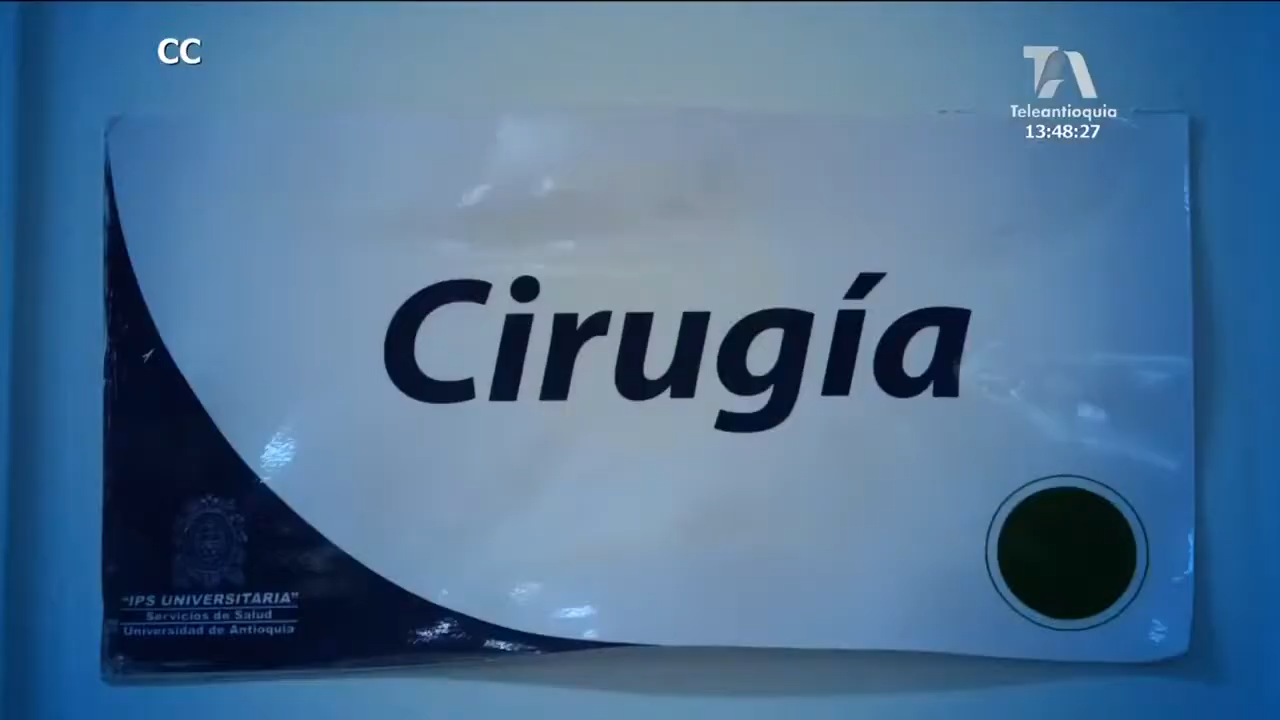 CC
Teleantioquia
13:48:27
Cirugía
"IPS UNIVERSITARIA"
Servicios de Salud
Universidad de Antioquia